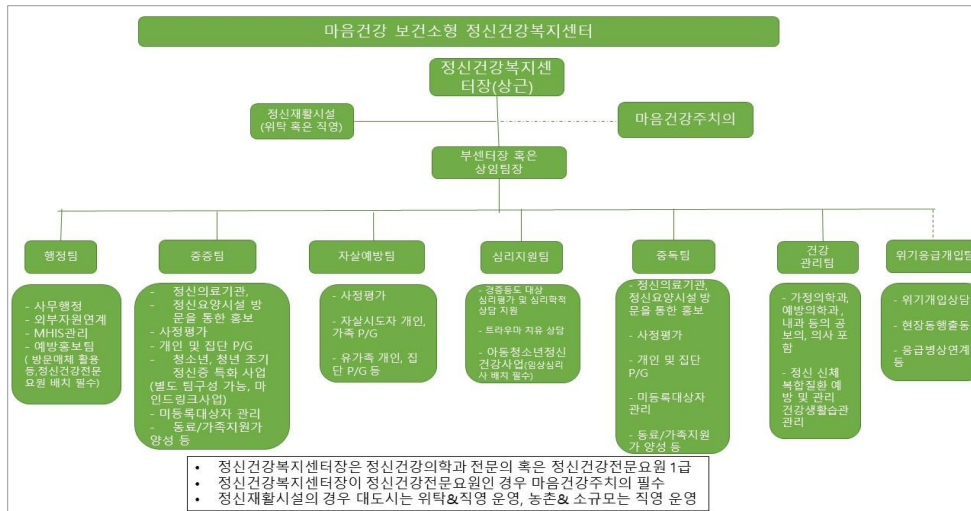 마음건강 보건소형 정신건강복지센터
정신건강복지센
터장(상근)
정신재활시설
(위탁 혹은 직영)
마음건강주치의
부센터장 혹은
상임팀장
행정팀
중증팀
자살예방팀
심리지원팀
중독팀
건강
관리팀
위기응급개입팀
- 사무행정
- 외부자원연계
- MHIS관리
- 예방홍보팀
( 방문매체 활용
등,정신건강전문
요원 배치 필수)
- 정신의료기관,
정신요양시설 방
문을 통한 홍보
- 사정평가
- 개인 및 집단 P/G
- 청소년, 청년 조기
정신증 특화 사업
(별도 팀구성 가능, 마
인드링크사업)
- 미등록대상자 관리
- 동료/가족지원가
양성 등
- 사정평가
- 자살시도자 개인,
가족 P/G
- 유가족 개인, 집
단 P/G 등
- 경증등도 대상
심리평가 및 심리학적
상담 지원
- 트라우마 치유 상담
- 아동청소년정신
건강사업(임상심리
사 배치 필수)
- 정신의료기관,
정신요양시설 방
문을 통한 홍보
- 사정평가
- 개인 및 집단
P/G
- 미등록대상자
관리
- 동료/가족지원
가 양성 등
- 가정의학과,
예방의학과,
내과 등의 공
보의, 의사 포
함
- 정신 신체
복합질환 예
방 및 관리
건강생활습관
관리
- 위기개입상담
- 현장동행출동
- 응급병상연계
등
• 정신건강복지센터장은 정신건강의학과 전문의 혹은 정신건강전문요원 1급
• 정신건강복지센터장이 정신건강전문요원인 경우 마음건강주치의 필수
• 정신재활시설의 경우 대도시는 위탁&직영 운영, 농촌& 소규모는 직영 운영